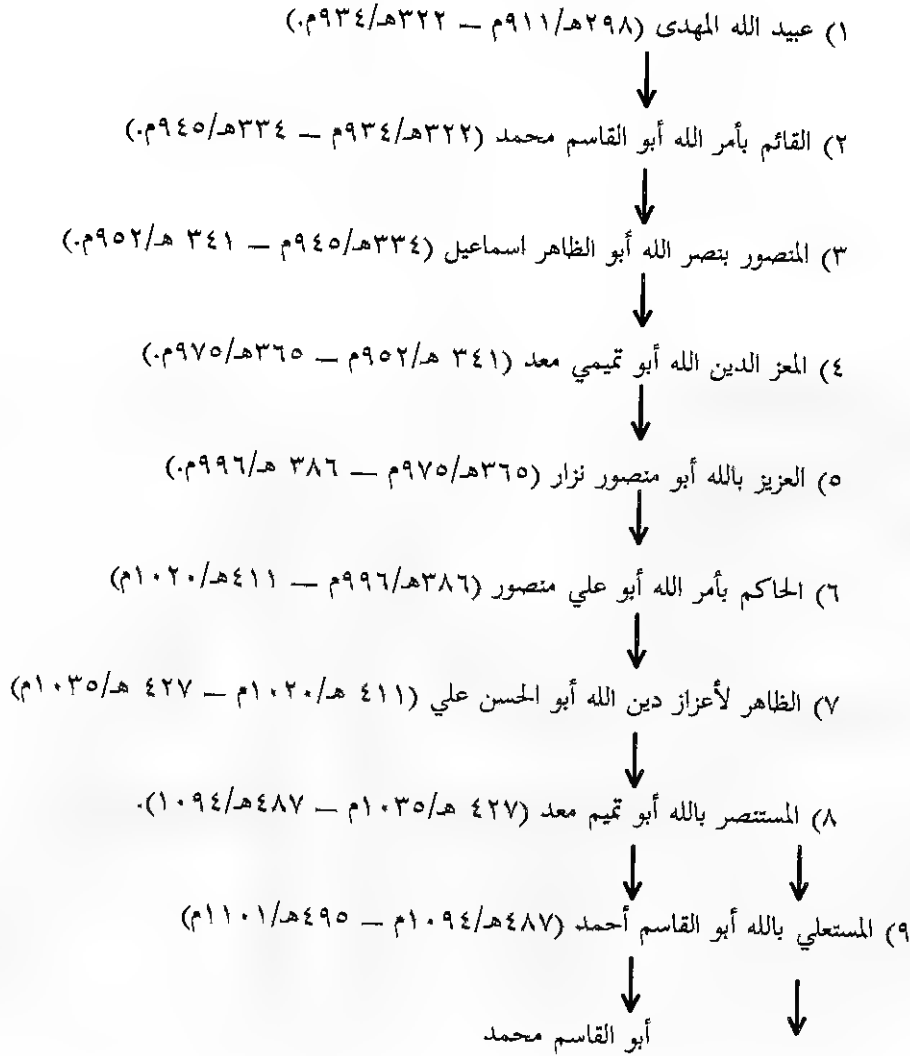 ١) عبيد الله المهدى (٢٩٨هـ/٩١١م ــ ٣٢٢هـ/٩٣٤م.)
٢) القائم بأمر الله أبو القاسم محمد (٣٢٢هـ/٩٣٤م ــ ٣٣٤هـ/٩٤٥م.)
٣) المنصور بنصر الله أبو الظاهر اسماعيل (٣٣٤هـ/٩٤٥م ــ ٣٤١ هـ/٩٥٢م.)
٤) المعز الدين الله أبو تميمي معد (٣٤١ هـ/٩٥٢م ــ ٣٦٥هـ/٩٧٥م.)
٥) العزيز بالله أبو منصور نزار (٣٦٥هـ/٩٧٥م ــ ٣٨٦ هـ/٩٩٦م.)
٦) الحاكم بأمر الله أبو علي منصور (٣٨٦هـ/٩٩٦م ــ ٤١١هـ/١٠٢٠م)
٧) الظاهر لأعزاز دين الله أبو الحسن علي (٤١١ هـ/١٠٢٠م ــ ٤٢٧ هـ/١٠٣٥م)
٨) المستنصر بالله أبو تميم معد (٤٢٧ هـ/١٠٣٥م ــ ٤٨٧هـ/١٠٩٤).
٩) المستعلي بالله أبو القاسم أحمد (٤٨٧هـ/١٠٩٤م ــ ٤٩٥هـ/١١٠١م)
أبو القاسم محمد